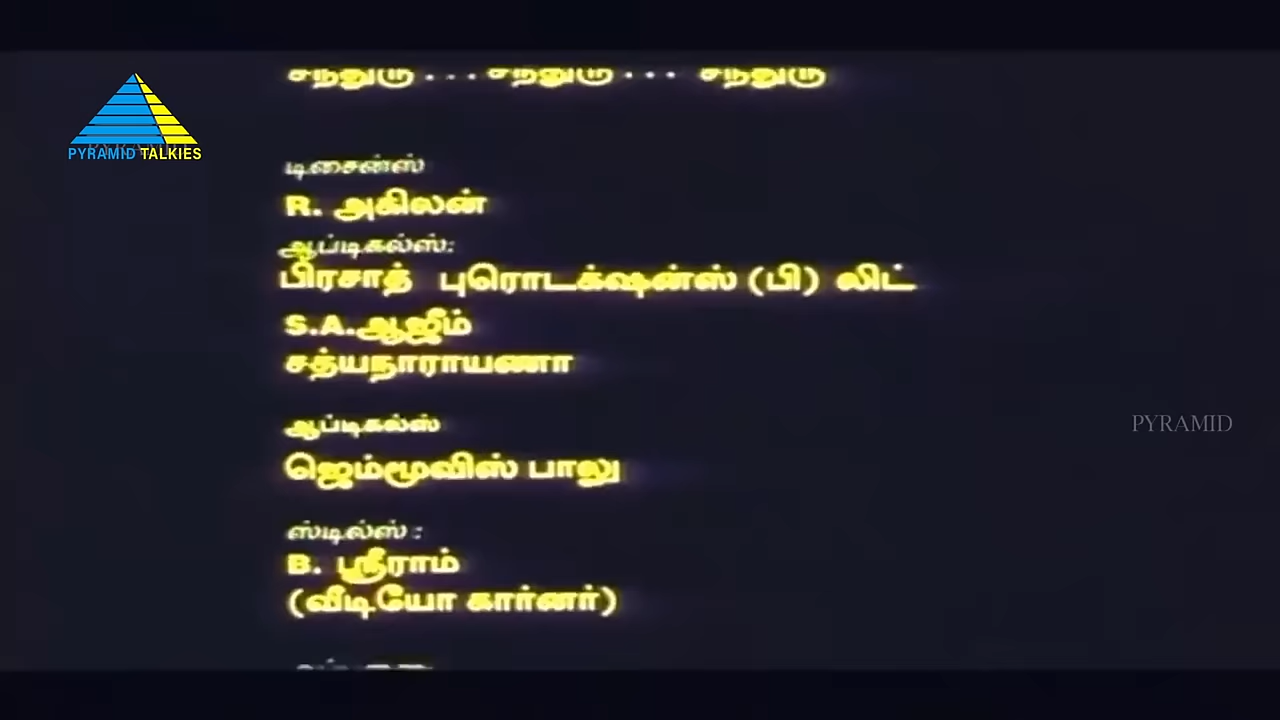 டிசைன்ஸ்
PYRAMID TALKIES
R. அகிலன்
ஆப்டிகல்ஸ்:
பிரசாத் புரொடக்ஷன்ஸ் (பி) லிட்
S.A.ஆஜீம்
சத்யநாராயணா
ஆப்டிகல்ஸ்
PYRAMID
ஜெம்மூவிஸ் பாலு
ஸ்டில்ஸ் :
B. ஸ்ரீராம்
(வீடியோ கார்னர்)